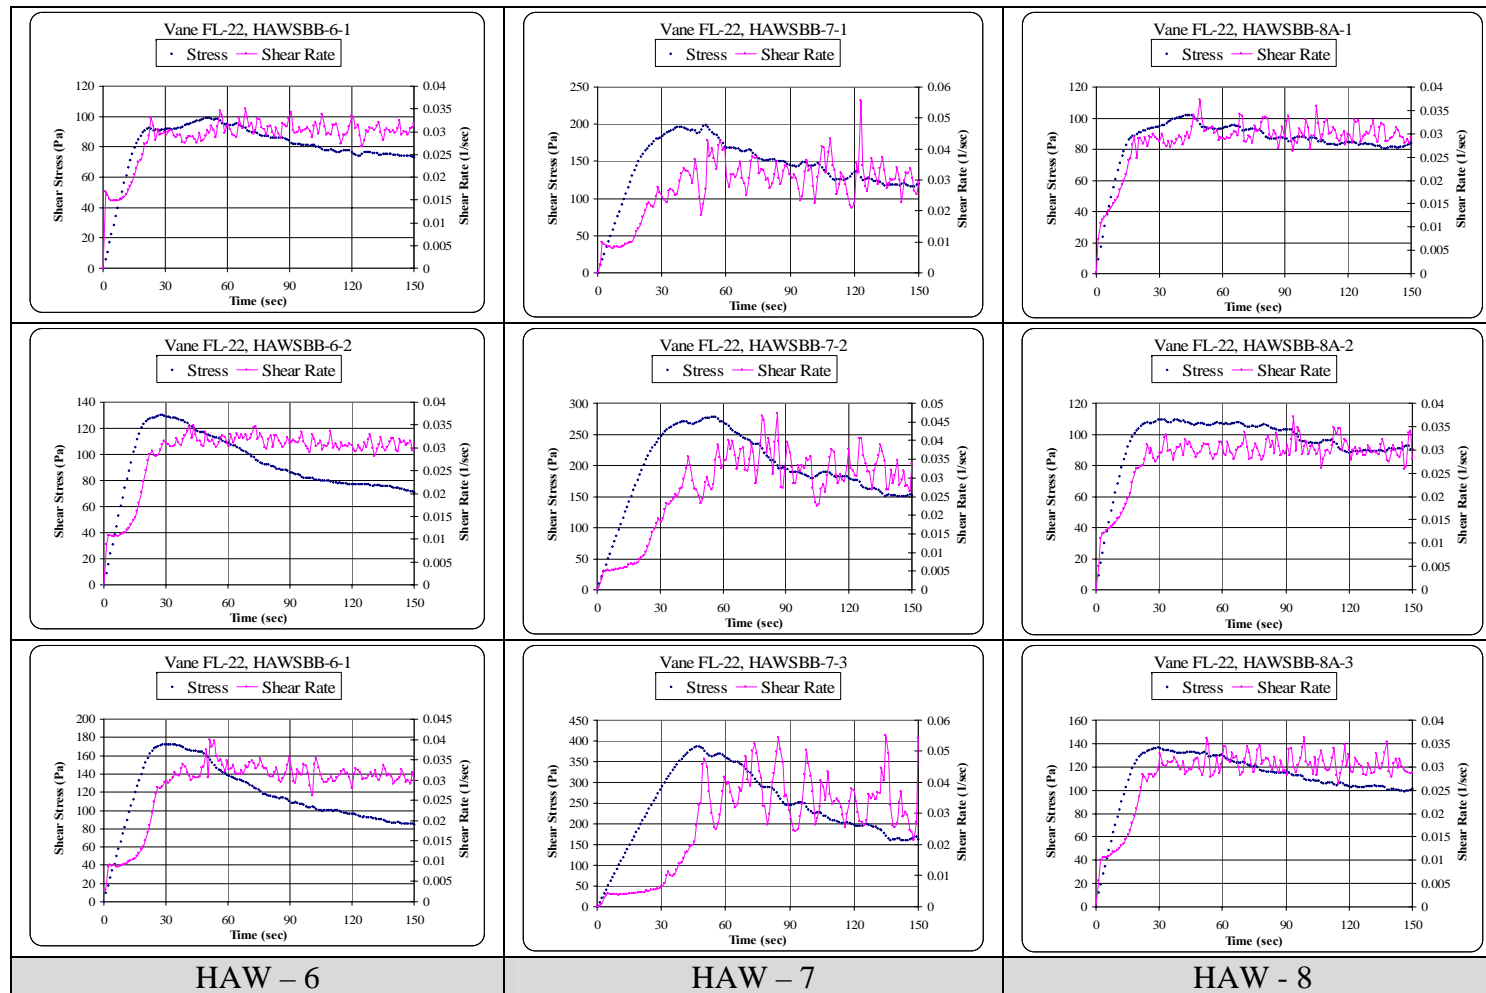 Vane FL-22, HAWSBB-6-1
Stress Shear Rate
Shear Stress (Pa)
120
100
80
60
40
20
0
0.04
0.035
0.03
0.025
0.02
0.015
0.01
0.005
0
Shear Rate (1/sec)
0 30 60 90 120 150
Time (sec)
Vane FL-22, HAWSBB-7-1
Stress Shear Rate
Shear Stress (Pa)
250
200
150
100
50
0
0.06
0.05
0.04
0.03
0.02
0.01
0
Shear Rate (1/sec)
0 30 60 90 120 150
Time (sec)
Vane FL-22, HAWSBB-8A-1
Stress Shear Rate
Shear Stress (Pa)
120
100
80
60
40
20
0
0.04
0.035
0.03
0.025
0.02
0.015
0.01
0.005
0
Shear Rate (1/sec)
0 30 60 90 120 150
Time (sec)
Vane FL-22, HAWSBB-6-2
Stress Shear Rate
Shear Stress (Pa)
140
120
100
80
60
40
20
0
0.04
0.035
0.03
0.025
0.02
0.015
0.01
0.005
0
Shear Rate (1/sec)
0 30 60 90 120 150
Time (sec)
Vane FL-22, HAWSBB-7-2
Stress Shear Rate
Shear Stress (Pa)
300
250
200
150
100
50
0
0.05
0.045
0.04
0.035
0.03
0.025
0.02
0.015
0.01
0.005
0
Shear Rate (1/sec)
0 30 60 90 120 150
Time (sec)
Vane FL-22, HAWSBB-8A-2
Stress Shear Rate
Shear Stress (Pa)
120
100
80
60
40
20
0
0.04
0.035
0.03
0.025
0.02
0.015
0.01
0.005
0
Shear Rate (1/sec)
0 30 60 90 120 150
Time (sec)
Vane FL-22, HAWSBB-6-1
Stress Shear Rate
Shear Stress (Pa)
200
180
160
140
120
100
80
60
40
20
0
0.045
0.04
0.035
0.03
0.025
0.02
0.015
0.01
0.005
0
Shear Rate (1/sec)
0 30 60 90 120 150
Time (sec)
Vane FL-22, HAWSBB-7-3
Stress Shear Rate
Shear Stress (Pa)
450
400
350
300
250
200
150
100
50
0
0.06
0.05
0.04
0.03
0.02
0.01
0
Shear Rate (1/sec)
0 30 60 90 120 150
Time (sec)
Vane FL-22, HAWSBB-8A-3
Stress Shear Rate
Shear Stress (Pa)
160
140
120
100
80
60
40
20
0
0.04
0.035
0.03
0.025
0.02
0.015
0.01
0.005
0
Shear Rate (1/sec)
0 30 60 90 120 150
Time (sec)
HAW – 6
HAW – 7
HAW - 8